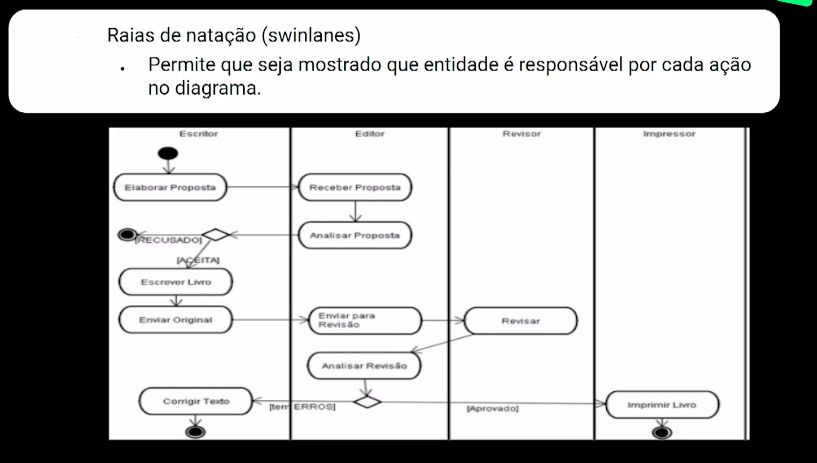 Raias de natação (swinlanes)
• Permite que seja mostrado que entidade é responsável por cada ação
no diagrama.
Escritor Editor Revisor Impressor
Elaborar Proposta Receber Proposta
Analisar Proposta
[RECUSADO]
[ACEITA]
Escrever Livro
Enviar Original Enviar para
Revisão Revisar
Analisar Revisão
Corrigir Texto [tem ERROS] [Aprovado] Imprimir Livro